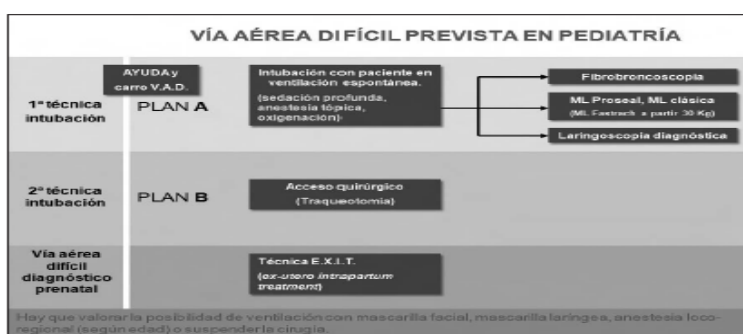 VÍA AÉREA DIFÍCIL PREVISTA EN PEDIATRÍA
AYUDA y
carro V.A.D.
1ª técnica
intubación
PLAN A
Intubación con paciente en
ventilación espontánea.
(sedación profunda,
anestesia tópica,
oxigenación)
Fibrobroncoscopia
ML Proseal, ML clásica
(ML Fastrach a partir 30 Kg)
Laringoscopia diagnóstica
2ª técnica
intubación
PLAN B
Acceso quirúrgico
(Traqueotomia)
Vía aérea
difícil
diagnóstico
prenatal
Técnica E.X.I.T.
(ex-utero intrapartum
treatment)
Hay que valorar la posibilidad de ventilación con mascarilla facial, mascarilla laríngea, anestesia loco-
regional (según edad) o suspender la cirugía.